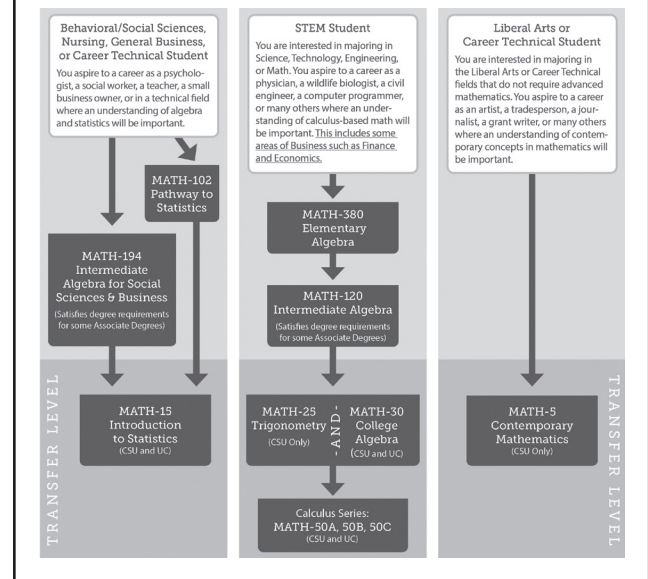 Behavioral/Social Sciences,
Nursing, General Business,
or Career Technical Student
You aspire to a career as a psycholo-
gist, a social worker, a teacher, a small
business owner, or in a technical field
where an understanding of algebra
and statistics will be important.
MATH-102
Pathway to
Statistics
MATH-194
Intermediate
Algebra for Social
Sciences & Business
(Satisfies degree requirements
for some Associate Degrees)
MATH-15
Introduction
to Statistics
(CSU and UC)
TRANSFER LEVEL
STEM Student
You are interested in majoring in
Science, Technology, Engineering,
or Math. You aspire to a career as a
physician, a wildlife biologist, a civil
engineer, a computer programmer,
or many others where an under-
standing of calculus-based math will
be important. This includes some
areas of Business such as Finance
and Economics.
MATH-380
Elementary
Algebra
MATH-120
Intermediate Algebra
(Satisfies degree requirements
for some Associate Degrees)
MATH-25
Trigonometry
(CSU Only)
-AND-
MATH-30
College
Algebra
(CSU and UC)
Calculus Series:
MATH-50A, 50B, 50C
(CSU and UC)
Liberal Arts or
Career Technical Student
You are interested in majoring in
the Liberal Arts or Career Technical
fields that do not require advanced
mathematics. You aspire to a career
as an artist, a tradesperson, a jour-
nalist, a grant writer, or many others
where an understanding of contem-
porary concepts in mathematics will
be important.
MATH-5
Contemporary
Mathematics
(CSU Only)
TRANSFER LEVEL